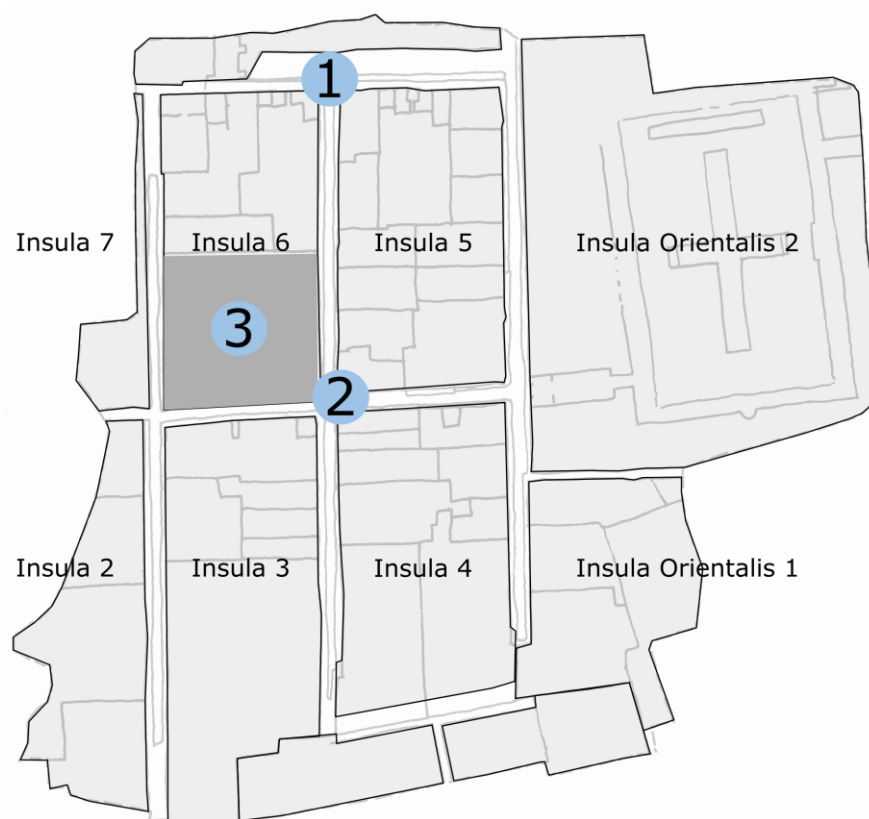 1
Insula 7
Insula 6
Insula 5
Insula Orientalis 2
3
2
Insula 2
Insula 3
Insula 4
Insula Orientalis 1